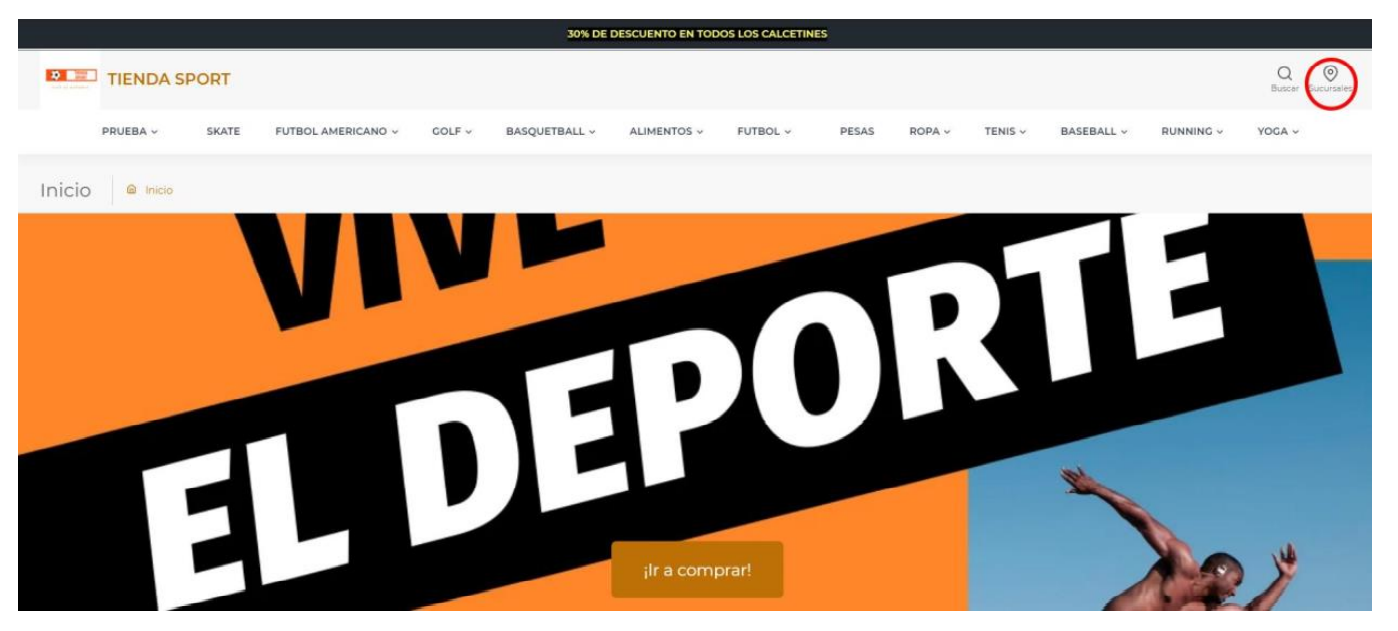 30% DE DESCUENTO EN TODOS LOS CALCETINES
TIENDA SPORT
Buscar
Sucursales
PRUEBA
SKATE
FUTBOL AMERICANO
GOLF
BASQUETBALL
ALIMENTOS
FUTBOL
PESAS
ROPA
TENIS
BASEBALL
RUNNING
YOGA
Inicio
Inicio
VIVE
EL DEPORTE
¡Ir a comprar!